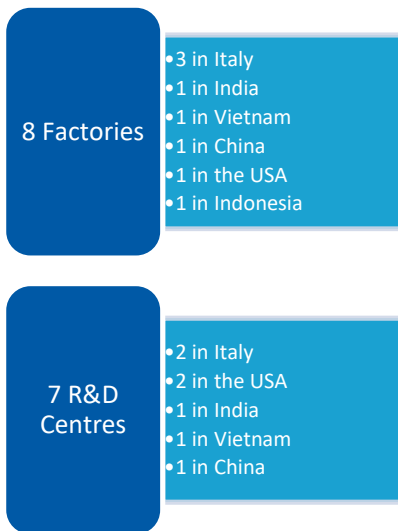 8 Factories
•3 in Italy
•1 in India
•1 in Vietnam
•1 in China
•1 in the USA
•1 in Indonesia
7 R&D
Centres
•2 in Italy
•2 in the USA
•1 in India
•1 in Vietnam
•1 in China